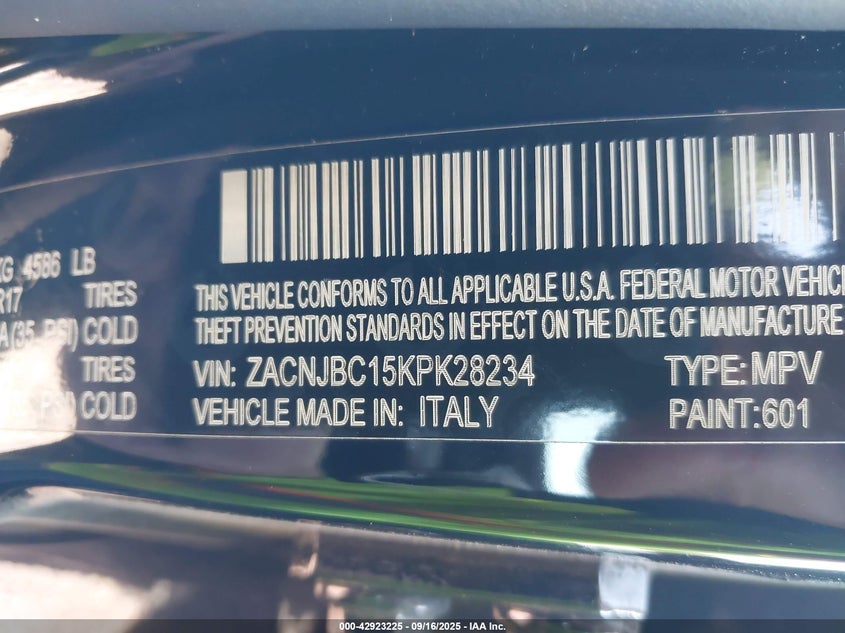 KG 4586 LB
R17 TIRES
(35 PSI) COLD
TIRES
PSI) COLD
THIS VEHICLE CONFORMS TO ALL APPLICABLE U.S.A. FEDERAL MOTOR VEHIC
THEFT PREVENTION STANDARDS IN EFFECT ON THE DATE OF MANUFACTURE
VIN: ZACNJBC15KPK28234 TYPE: MPV
VEHICLE MADE IN: ITALY PAINT: 601
000-42923225 - 09/16/2025 - IAA Inc.